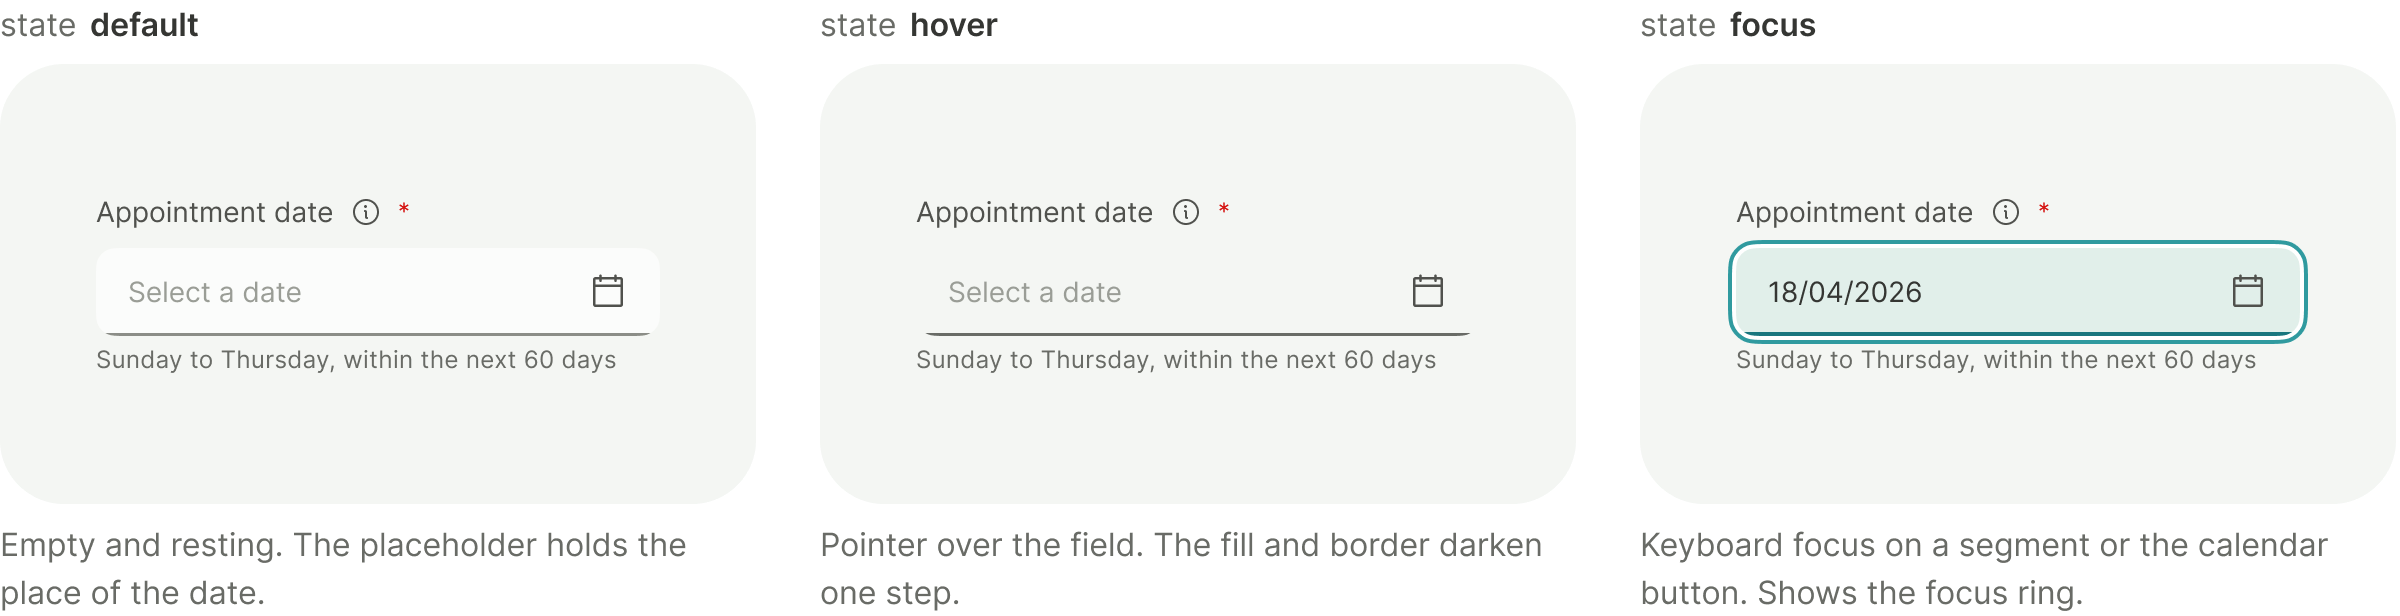 state default
Appointment date *
Select a date
Sunday to Thursday, within the next 60 days
Empty and resting. The placeholder holds the
place of the date.
state hover
Appointment date *
Select a date
Sunday to Thursday, within the next 60 days
Pointer over the field. The fill and border darken
one step.
state focus
Appointment date *
18/04/2026
Sunday to Thursday, within the next 60 days
Keyboard focus on a segment or the calendar
button. Shows the focus ring.